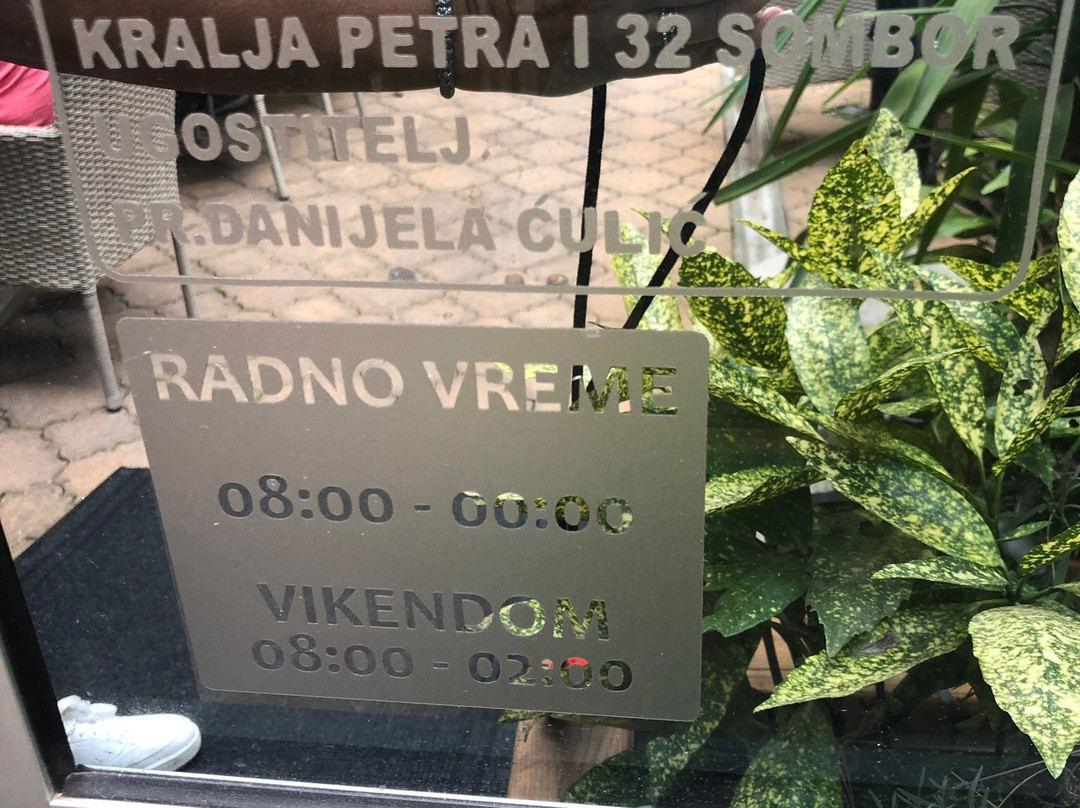 KRALJA PETRA I 32 SOMBOR
UGOSTITELJ
PR.DANIJELA ĆULIĆ
RADNO VREME
08:00 - 00:00
VIKENDOM
08:00 - 02:00